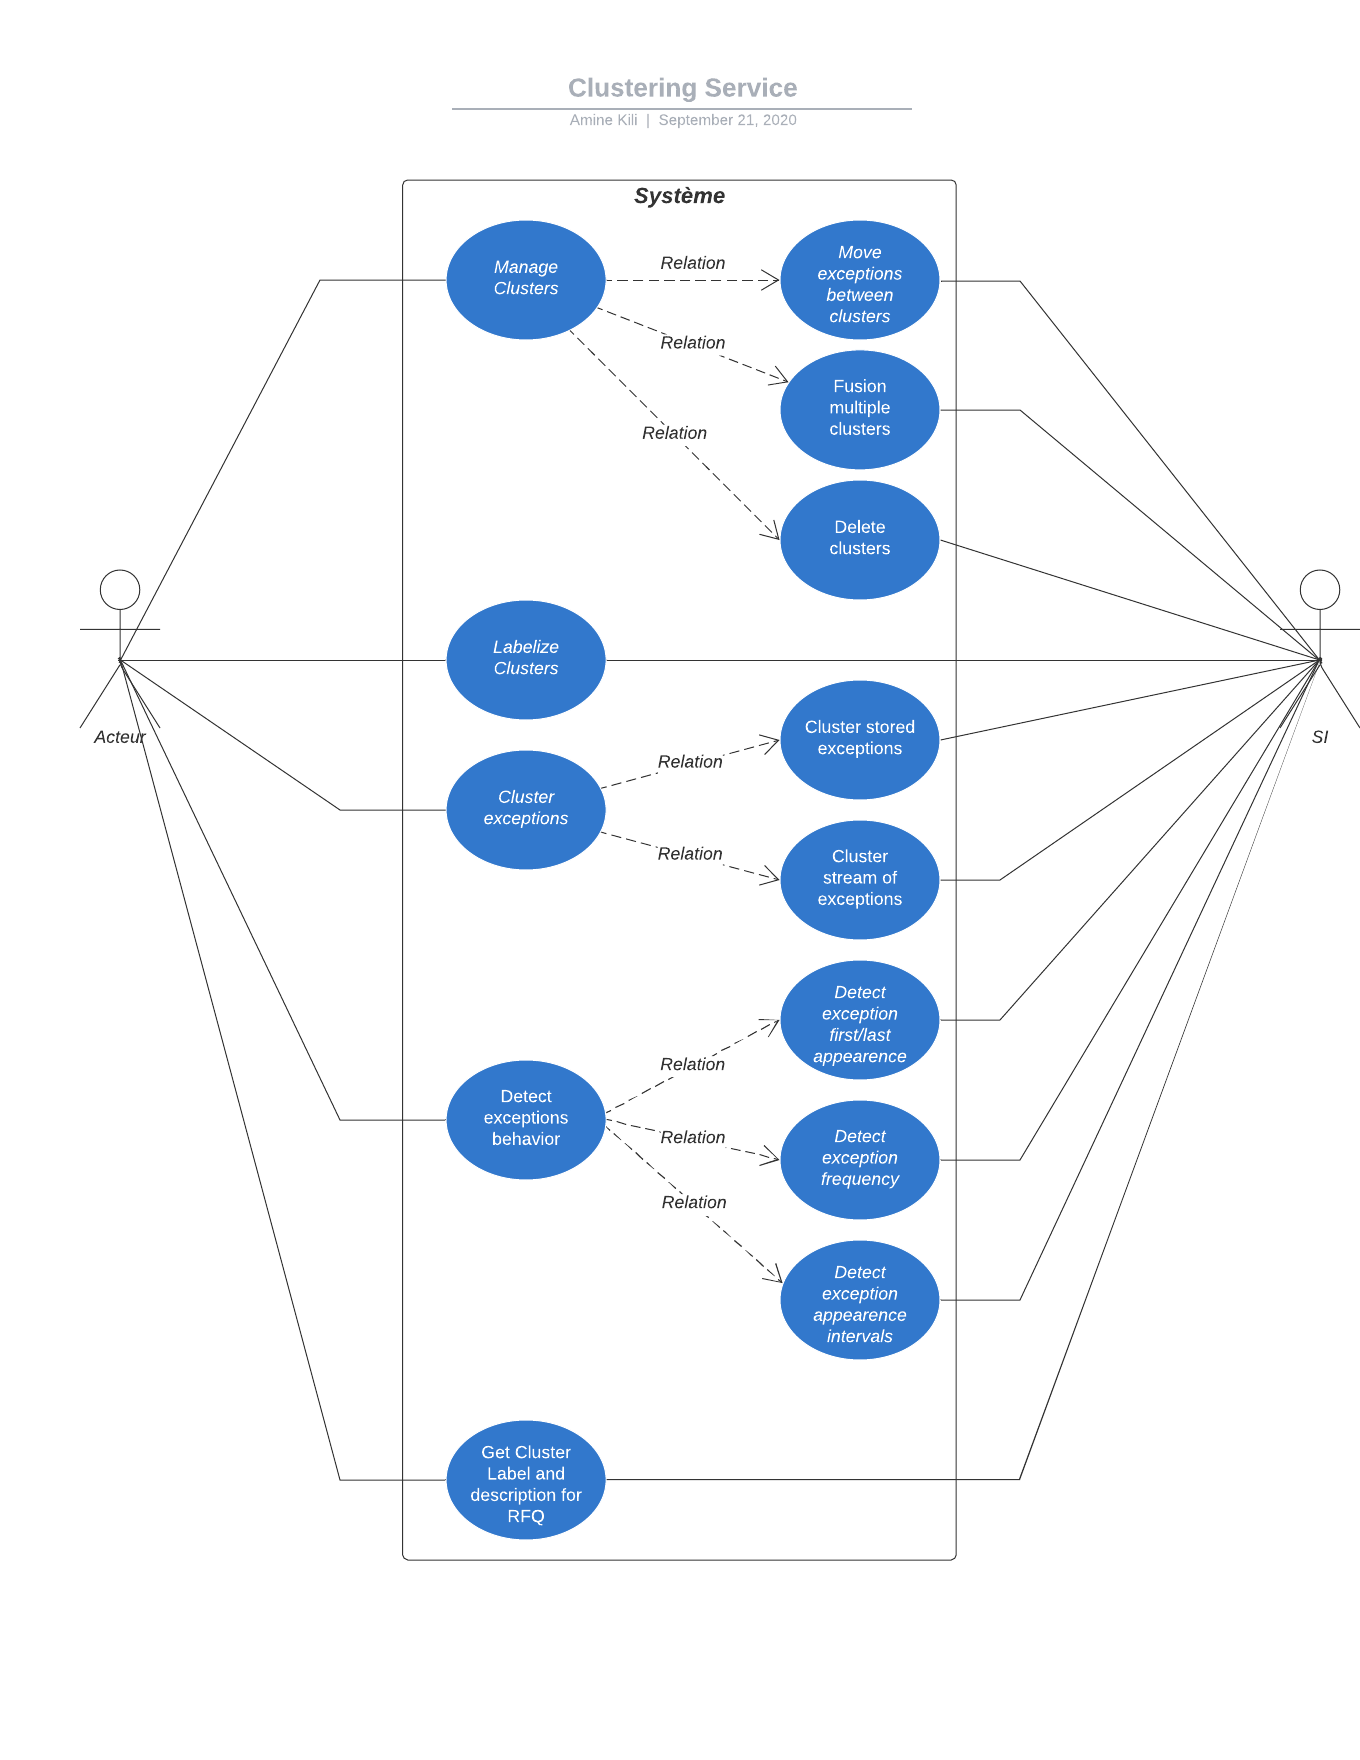 Clustering Service
Amine Kili | September 21, 2020
Système
Manage
Clusters
Relation
Move
exceptions
between
clusters
Relation
Fusion
multiple
clusters
Relation
Delete
clusters
Labelize
Clusters
Acteur
SI
Cluster
exceptions
Relation
Cluster stored
exceptions
Relation
Cluster
stream of
exceptions
Detect
exceptions
behavior
Relation
Detect
exception
first/last
appearence
Relation
Detect
exception
frequency
Relation
Detect
exception
appearence
intervals
Get Cluster
Label and
description for
RFQ